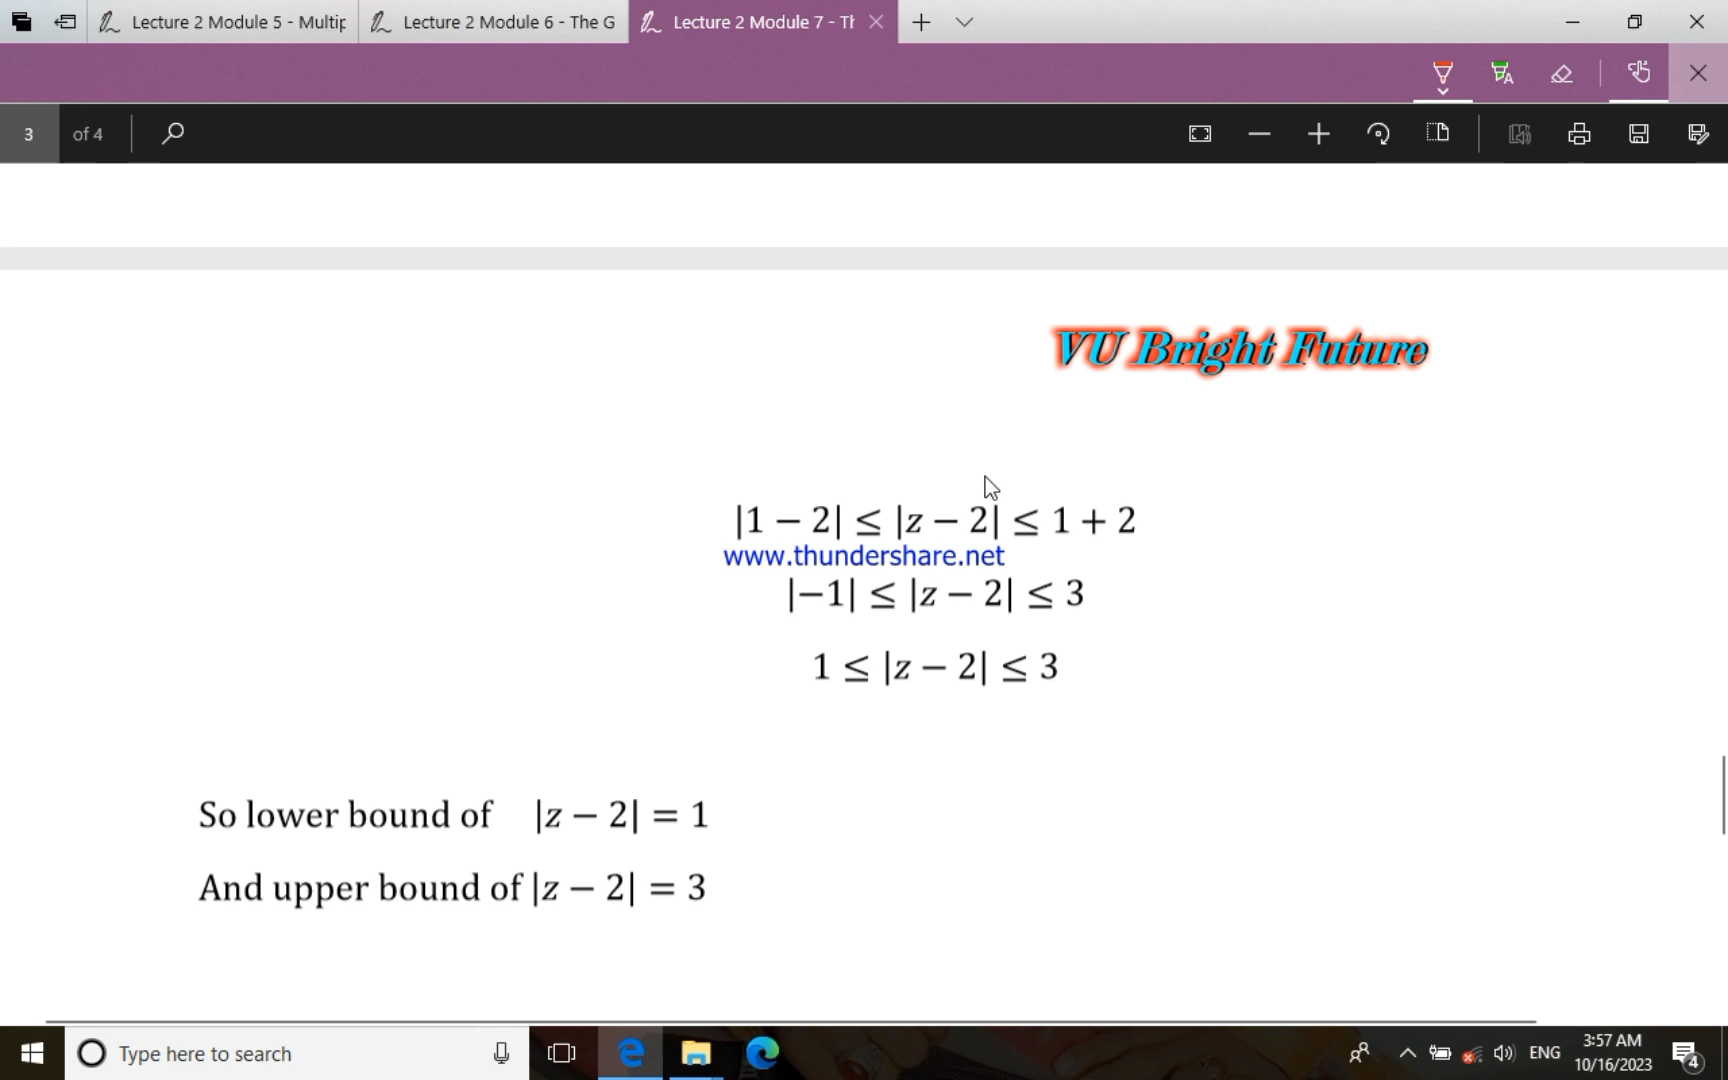 Lecture 2 Module 5 - Multip
Lecture 2 Module 6 - The G
Lecture 2 Module 7 - Th
3 of 4
VU Bright Future
|1 − 2| ≤ |z − 2| ≤ 1 + 2
www.thundershare.net
|−1| ≤ |z − 2| ≤ 3
1 ≤ |z − 2| ≤ 3
So lower bound of |z − 2| = 1
And upper bound of |z − 2| = 3
Type here to search
ENG
3:57 AM
10/16/2023
4